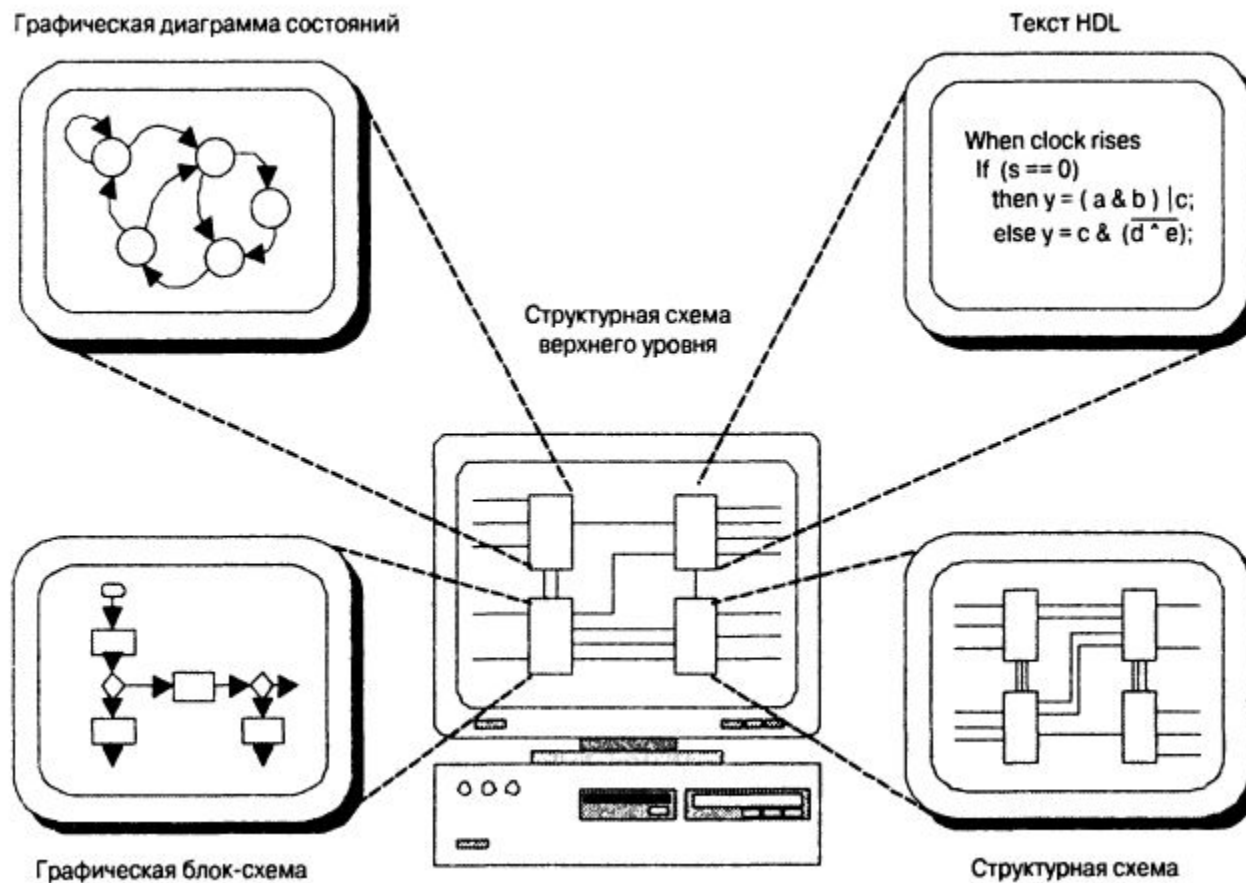 Графическая диаграмма состояний
Текст HDL
When clock rises
If (s == 0)
then y = ( a & b ) |c;
else y = c & (d ^ e);
Структурная схема
верхнего уровня
Графическая блок-схема
Структурная схема